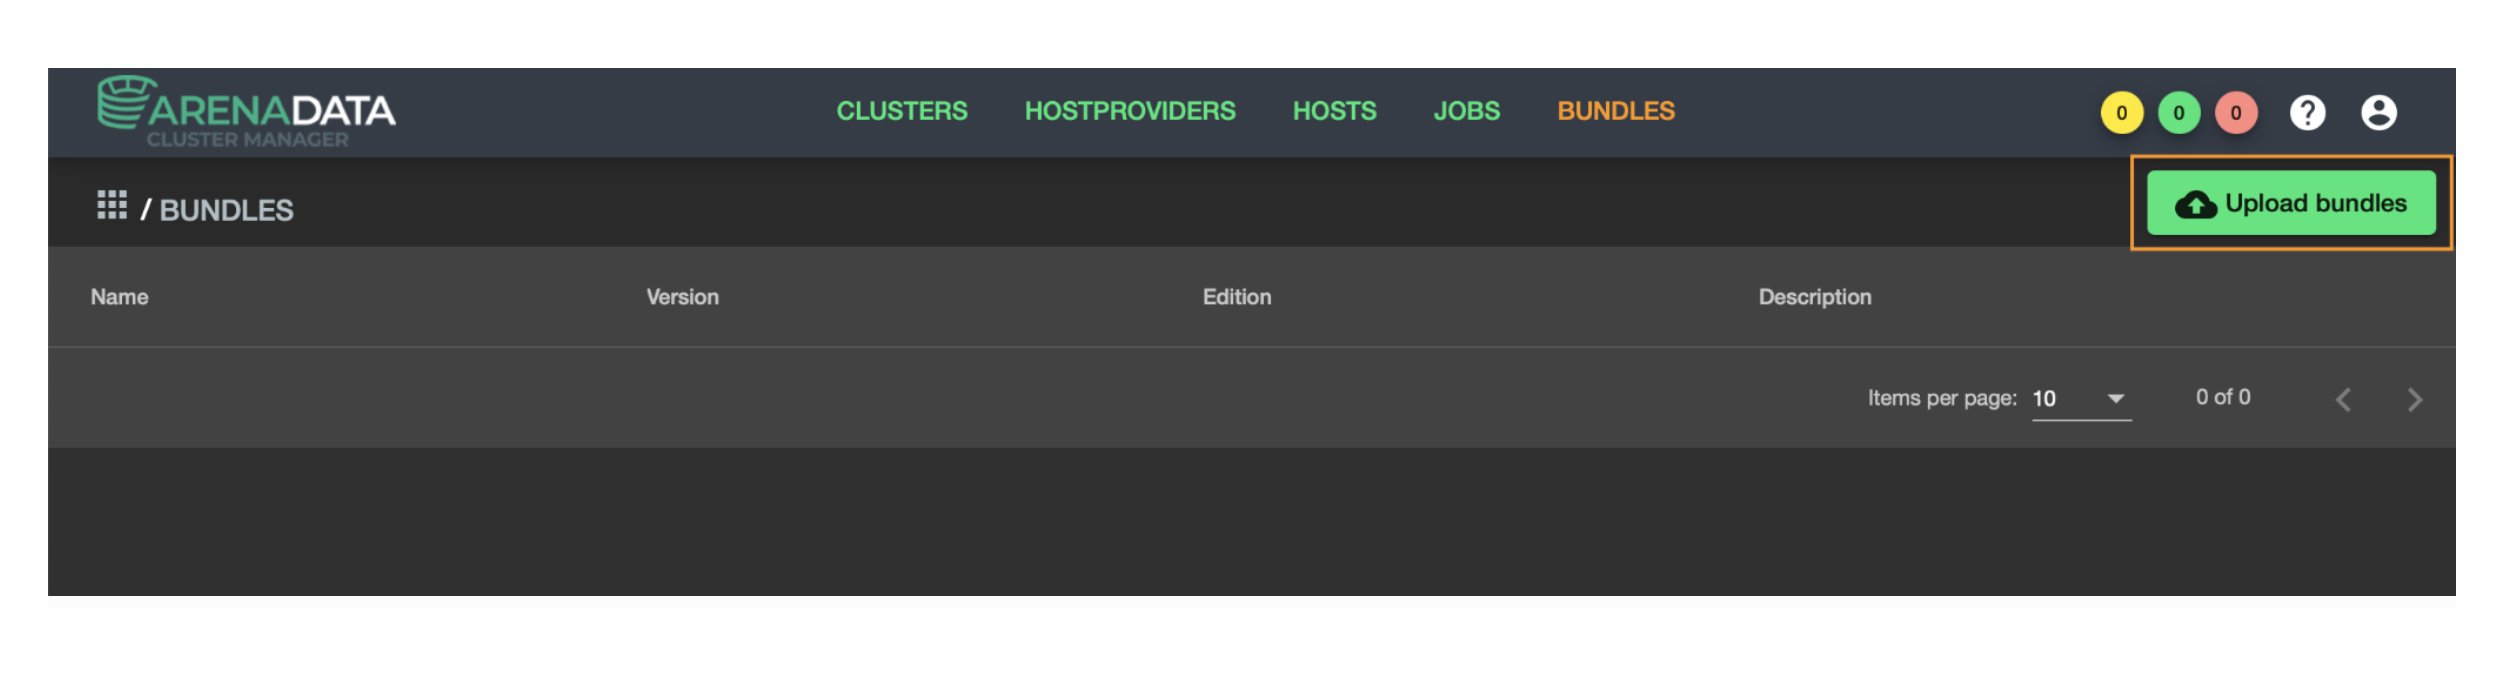 ARENADATA
CLUSTER MANAGER
CLUSTERS HOSTPROVIDERS HOSTS JOBS BUNDLES
0 0 0 ?
/ BUNDLES
Upload bundles
Name Version Edition Description
Items per page: 10 0 of 0